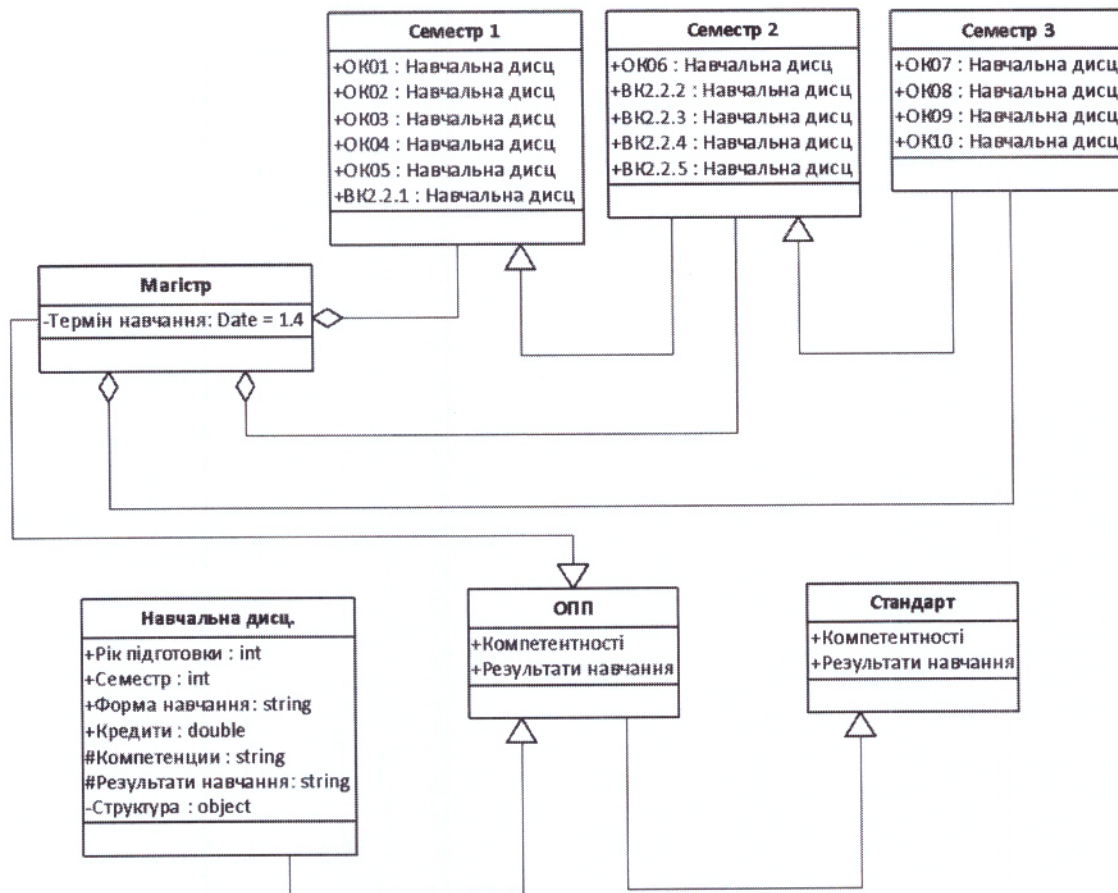 Семестр 1
+ОК01 : Навчальна дисц
+ОК02 : Навчальна дисц
+ОК03 : Навчальна дисц
+ОК04 : Навчальна дисц
+ОК05 : Навчальна дисц
+ВК2.2.1 : Навчальна дисц
Семестр 2
+ОК06 : Навчальна дисц
+ВК2.2.2 : Навчальна дисц
+ВК2.2.3 : Навчальна дисц
+ВК2.2.4 : Навчальна дисц
+ВК2.2.5 : Навчальна дисц
Семестр 3
+ОК07 : Навчальна дисц
+ОК08 : Навчальна дисц
+ОК09 : Навчальна дисц
+ОК10 : Навчальна дисц
Магістр
-Термін навчання: Date = 1.4
Навчальна дисц.
+Рік підготовки : int
+Семестр : int
+Форма навчання: string
+Кредити : double
#Компетенции : string
#Результати навчання: string
-Структура : object
ОПП
+Компетентності
+Результати навчання
Стандарт
+Компетентності
+Результати навчання